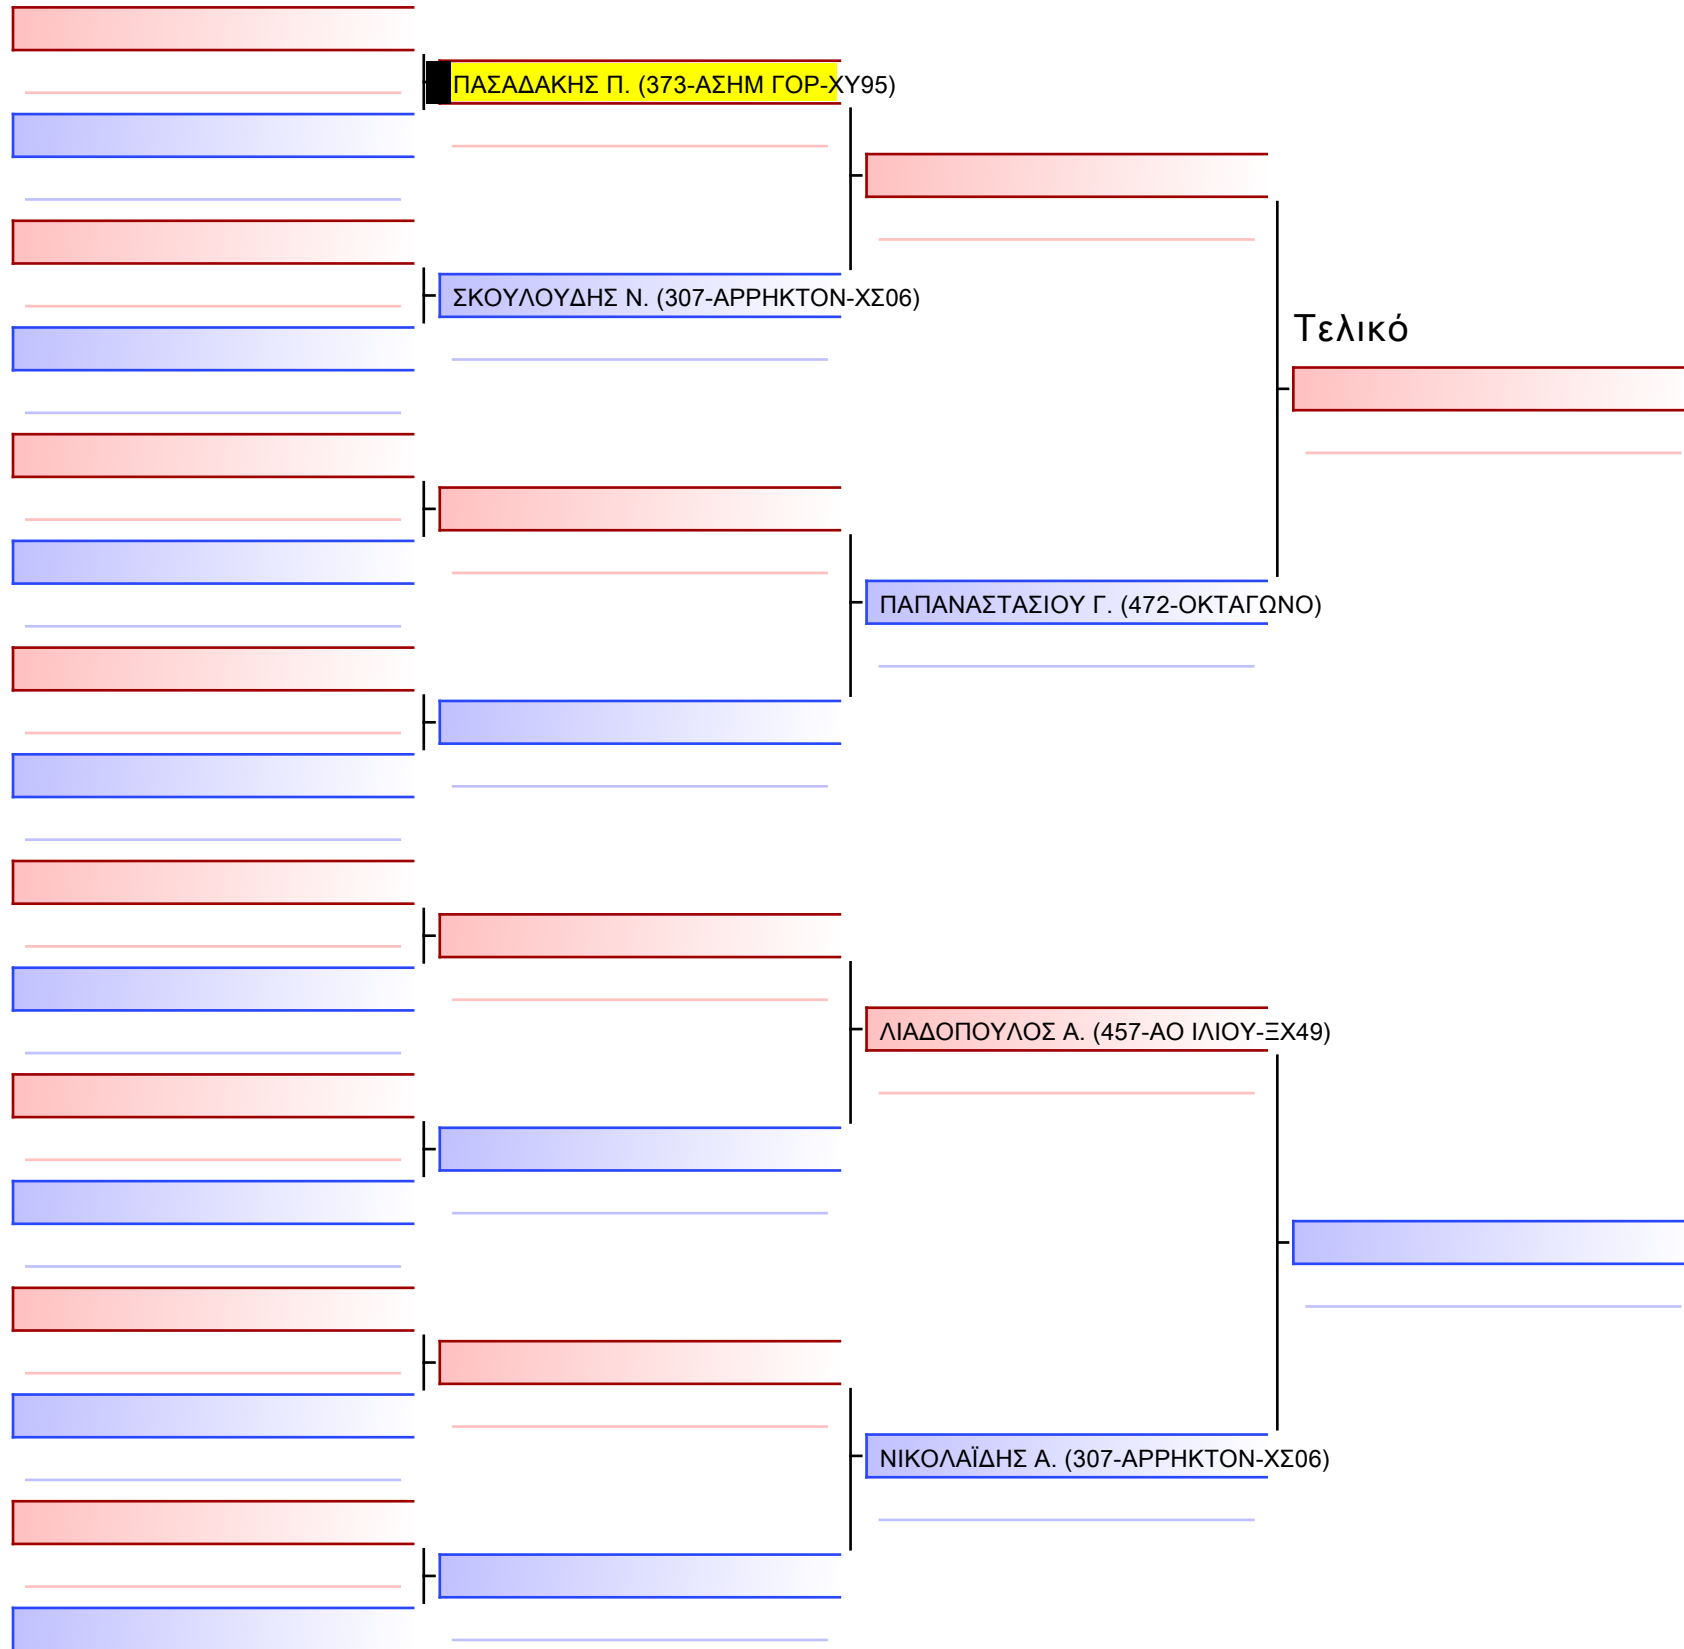 ΠΑΣΑΔΑΚΗΣ Π. (373-ΑΣΗΜ ΓΟΡ-ΧΥ95)
ΣΚΟΥΛΟΥΔΗΣ Ν. (307-ΑΡΡΗΚΤΟΝ-ΧΣ06)
Τελικό
ΠΑΠΑΝΑΣΤΑΣΙΟΥ Γ. (472-ΟΚΤΑΓΩΝΟ)
ΛΙΑΔΟΠΟΥΛΟΣ Α. (457-ΑΟ ΙΛΙΟΥ-ΞΧ49)
ΝΙΚΟΛΑΪΔΗΣ Α. (307-ΑΡΡΗΚΤΟΝ-ΧΣ06)